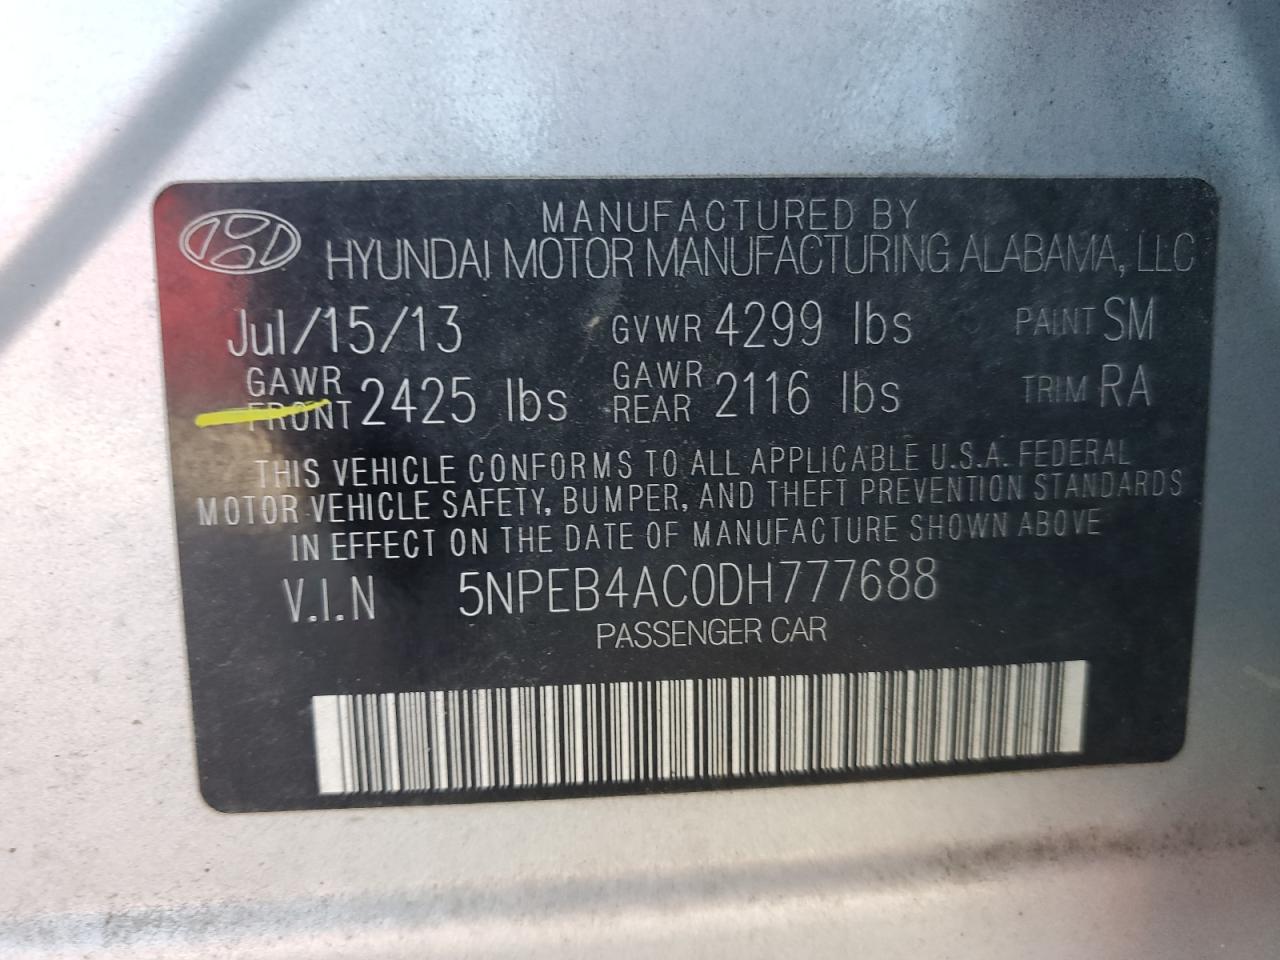 MANUFACTURED BY
HYUNDAI MOTOR MANUFACTURING ALABAMA, LLC
Jul/15/13 GVWR 4299 lbs PAINT SM
GAWR FRONT 2425 lbs GAWR REAR 2116 lbs TRIM RA
THIS VEHICLE CONFORMS TO ALL APPLICABLE U.S.A. FEDERAL
MOTOR VEHICLE SAFETY, BUMPER, AND THEFT PREVENTION STANDARDS
IN EFFECT ON THE DATE OF MANUFACTURE SHOWN ABOVE
V.I.N 5NPEB4AC0DH777688
PASSENGER CAR